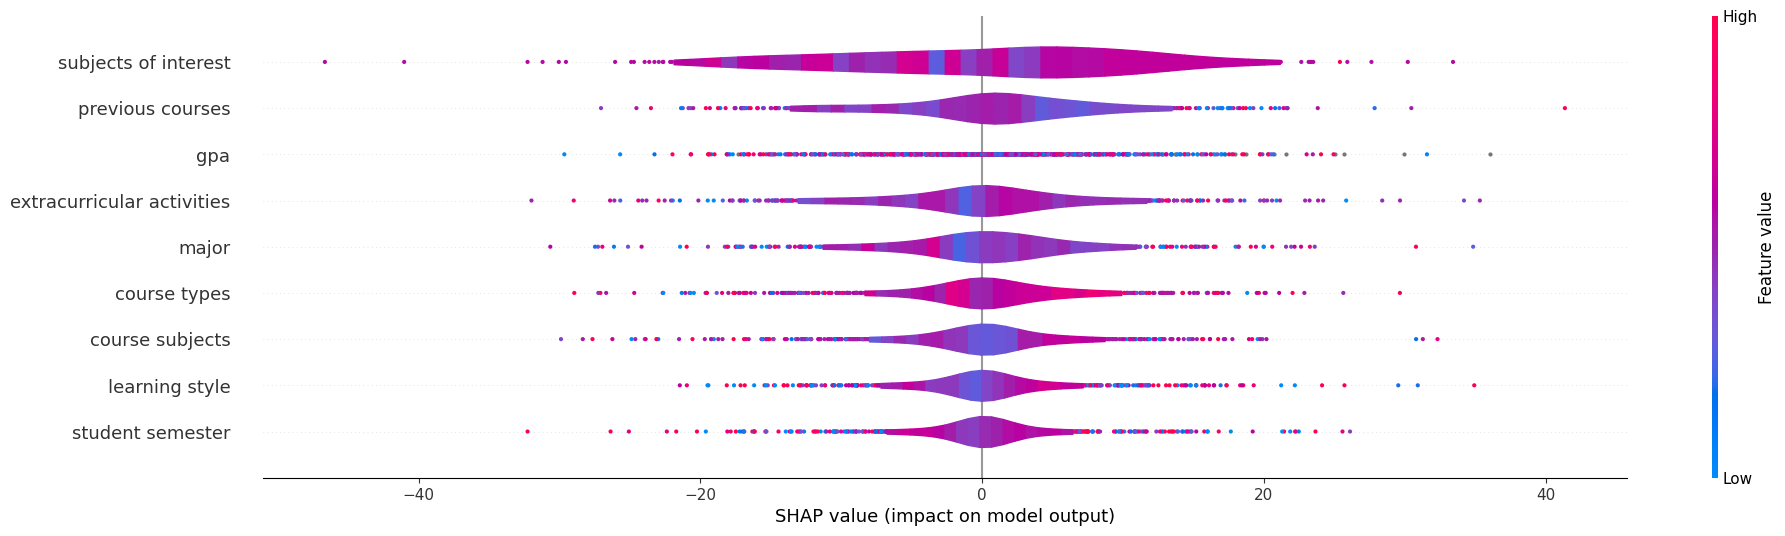 High
subjects of interest
previous courses
gpa
extracurricular activities
major
course types
course subjects
learning style
student semester
Feature value
Low
−40
−20
0
20
40
SHAP value (impact on model output)